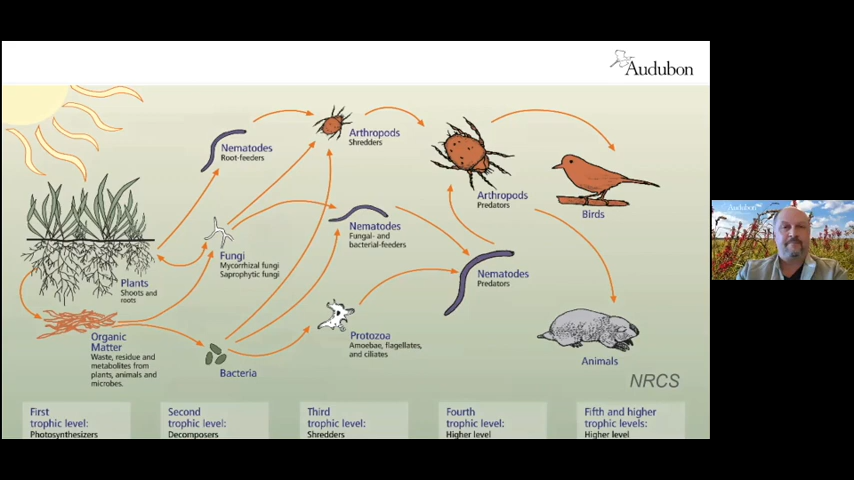 Audubon
Nematodes
Root-feeders
Arthropods
Shredders
Arthropods
Predators
Birds
Fungi
Mycorrhizal fungi
Saprophytic fungi
Nematodes
Fungal- and
bacterial-feeders
Nematodes
Predators
Plants
Shoots and
roots
Organic
Matter
Waste, residue and
metabolites from
plants, animals and
microbes.
Bacteria
Protozoa
Amoebae, flagellates,
and ciliates
Animals
NRCS
First
trophic level:
Photosynthesizers
Second
trophic level:
Decomposers
Third
trophic level:
Shredders
Fourth
trophic level:
Higher level
Fifth and higher
trophic levels:
Higher level
Audubon